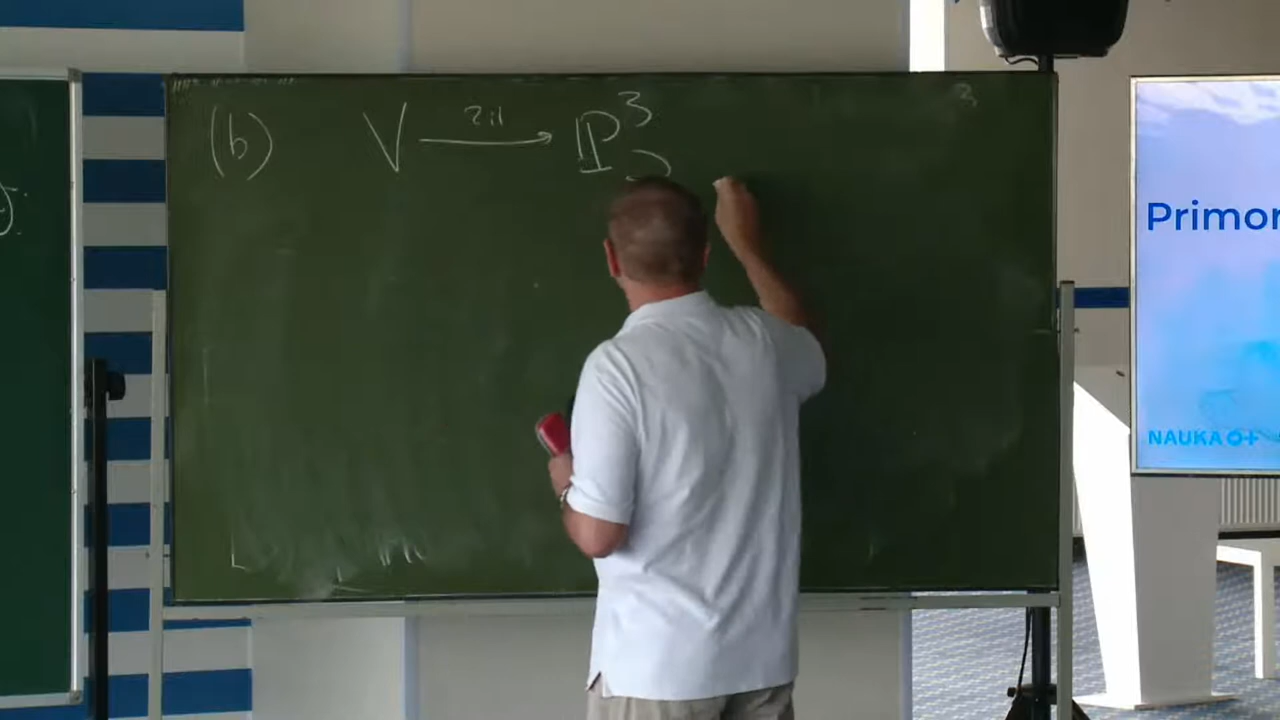 (b) V 2:1 → ℙ³ ⊃
Primor
NAUKA 0+